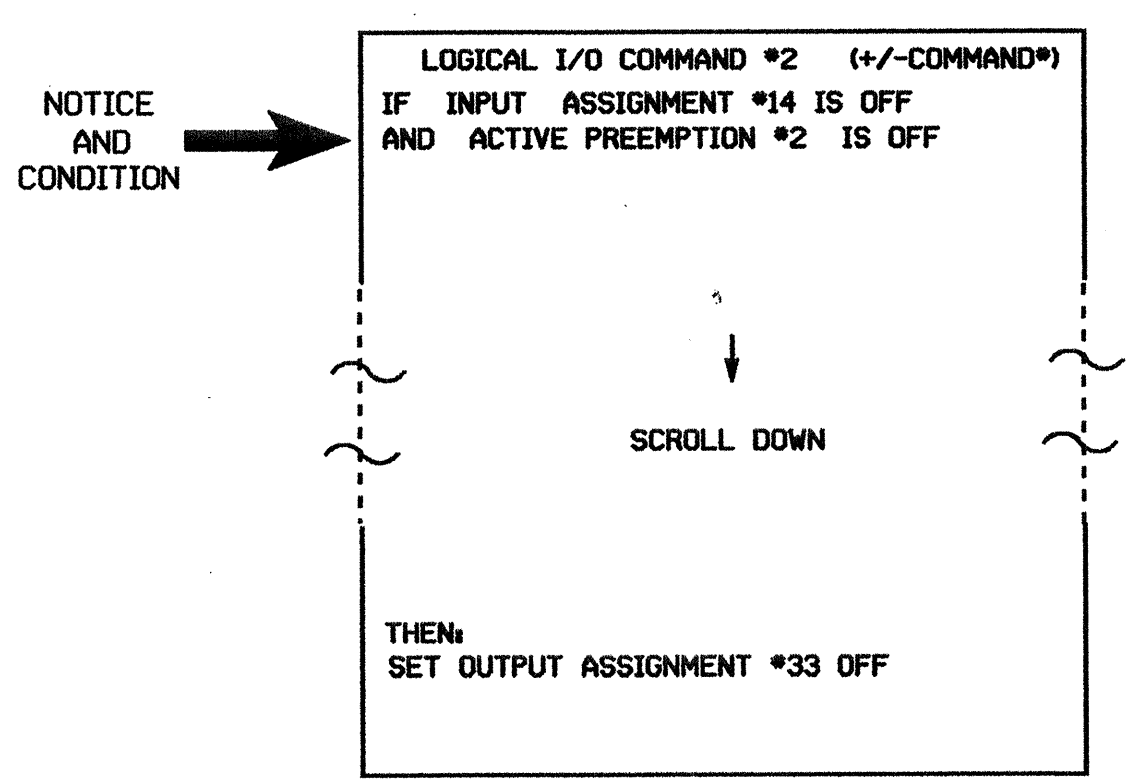 LOGICAL I/O COMMAND #2 (+/-COMMAND#)
NOTICE
AND
CONDITION
IF INPUT ASSIGNMENT #14 IS OFF
AND ACTIVE PREEMPTION #2 IS OFF
SCROLL DOWN
THEN:
SET OUTPUT ASSIGNMENT #33 OFF